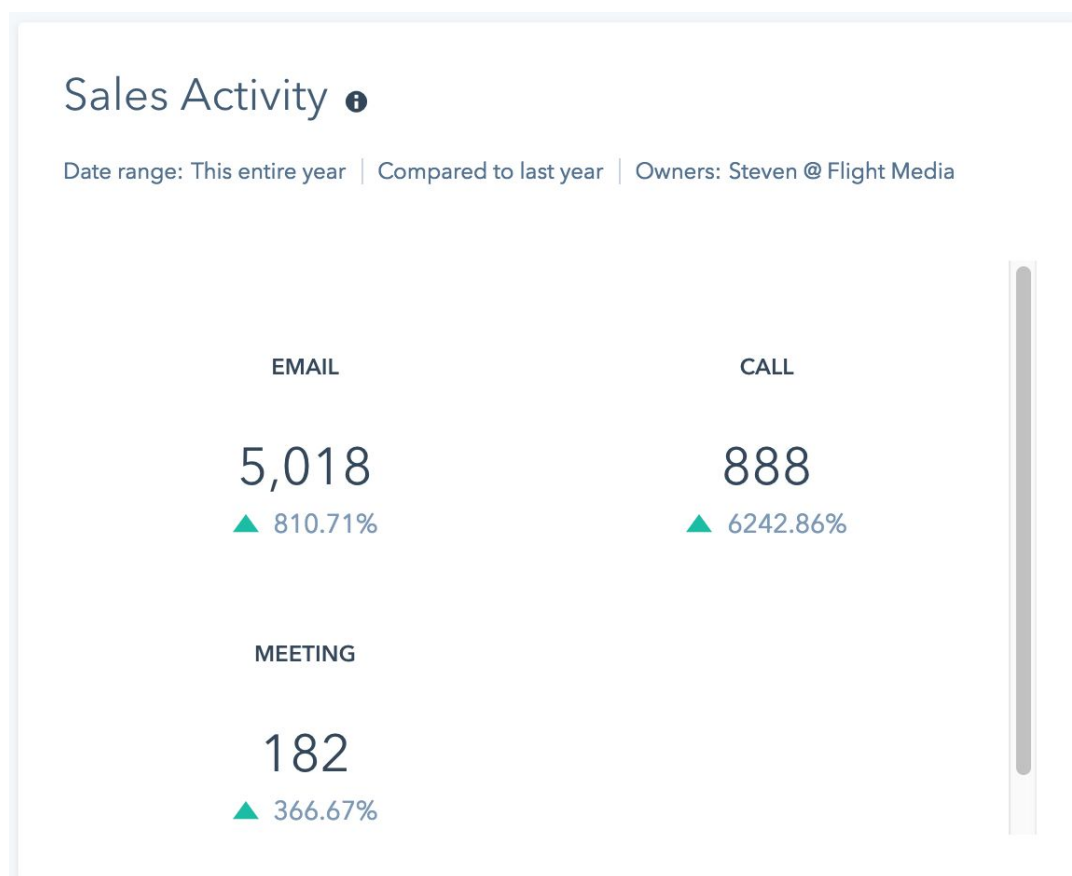 Sales Activity
Date range: This entire year | Compared to last year | Owners: Steven @ Flight Media
EMAIL
CALL
5,018
888
▲ 810.71%
▲ 6242.86%
MEETING
182
▲ 366.67%